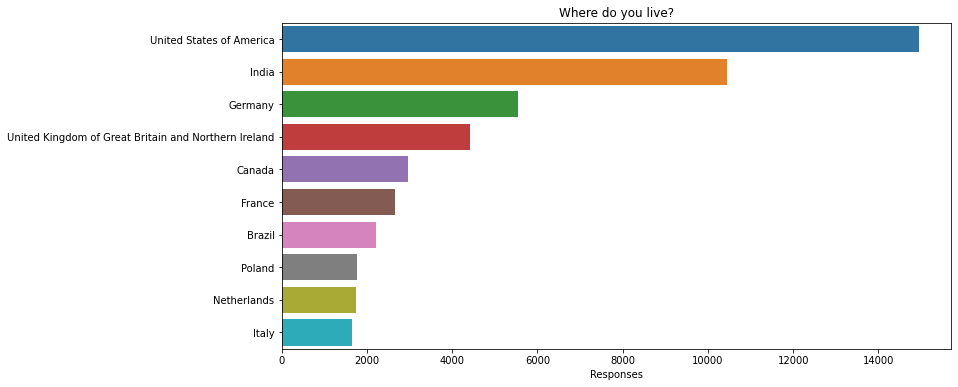 Where do you live?
United States of America
India
Germany
United Kingdom of Great Britain and Northern Ireland
Canada
France
Brazil
Poland
Netherlands
Italy
0 2000 4000 6000 8000 10000 12000 14000
Responses